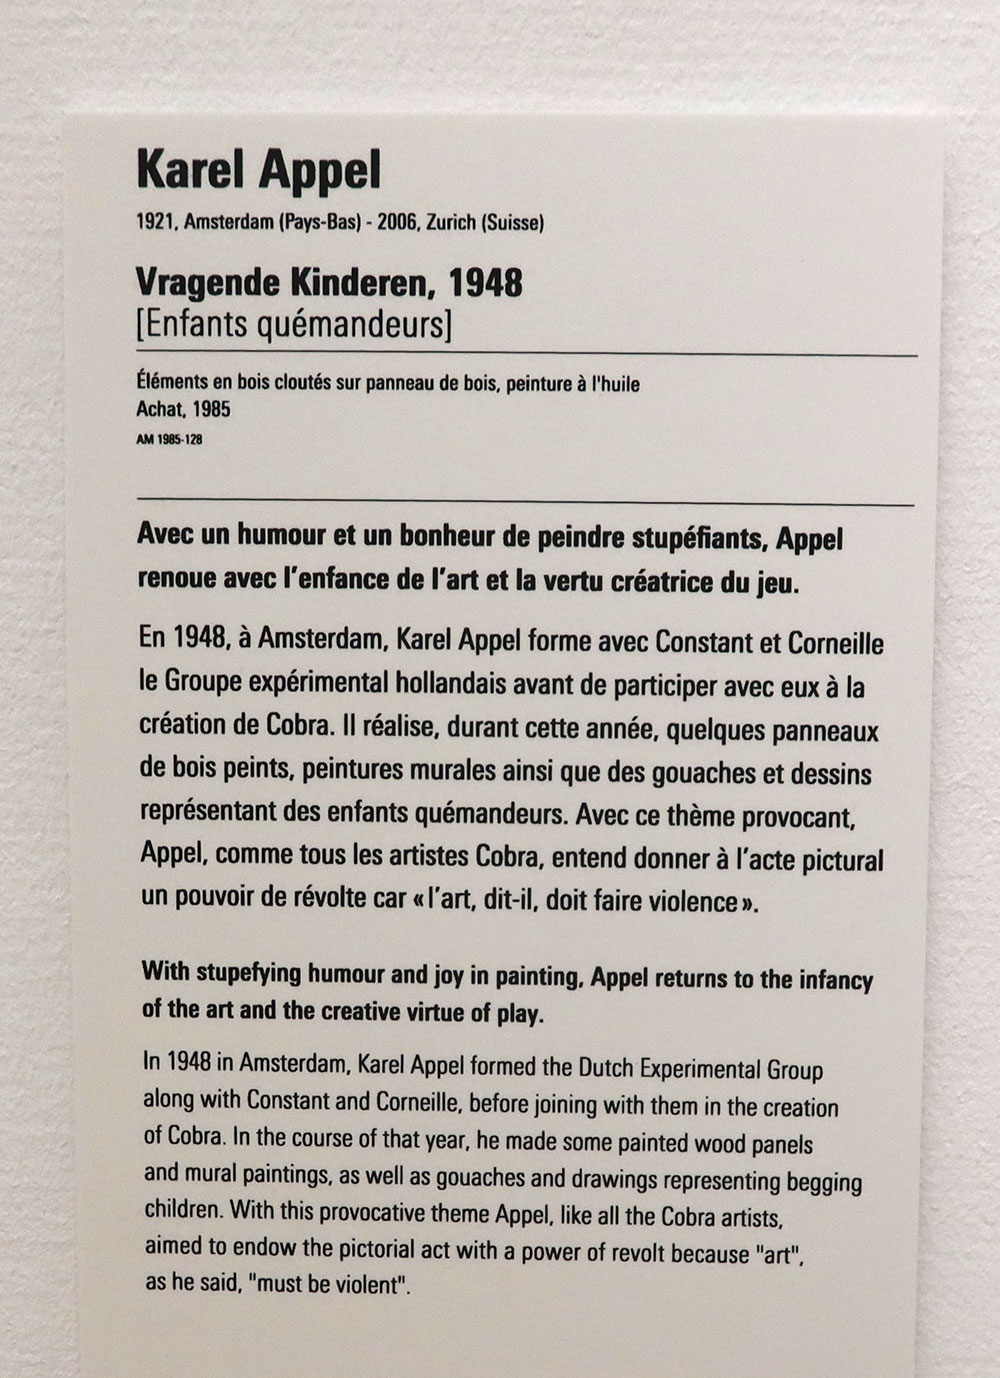 Karel Appel
1921, Amsterdam (Pays-Bas) - 2006, Zurich (Suisse)
Vragende Kinderen, 1948
[Enfants quémandeurs]
Éléments en bois cloutés sur panneau de bois, peinture à l'huile
Achat, 1985
AM 1985-128
Avec un humour et un bonheur de peindre stupéfiants, Appel
renoue avec l’enfance de l’art et la vertu créatrice du jeu.
En 1948, à Amsterdam, Karel Appel forme avec Constant et Corneille
le Groupe expérimental hollandais avant de participer avec eux à la
création de Cobra. Il réalise, durant cette année, quelques panneaux
de bois peints, peintures murales ainsi que des gouaches et dessins
représentant des enfants quémandeurs. Avec ce thème provocant,
Appel, comme tous les artistes Cobra, entend donner à l’acte pictural
un pouvoir de révolte car « l’art, dit-il, doit faire violence ».
With stupefying humour and joy in painting, Appel returns to the infancy
of the art and the creative virtue of play.
In 1948 in Amsterdam, Karel Appel formed the Dutch Experimental Group
along with Constant and Corneille, before joining with them in the creation
of Cobra. In the course of that year, he made some painted wood panels
and mural paintings, as well as gouaches and drawings representing begging
children. With this provocative theme Appel, like all the Cobra artists,
aimed to endow the pictorial act with a power of revolt because "art",
as he said, "must be violent".